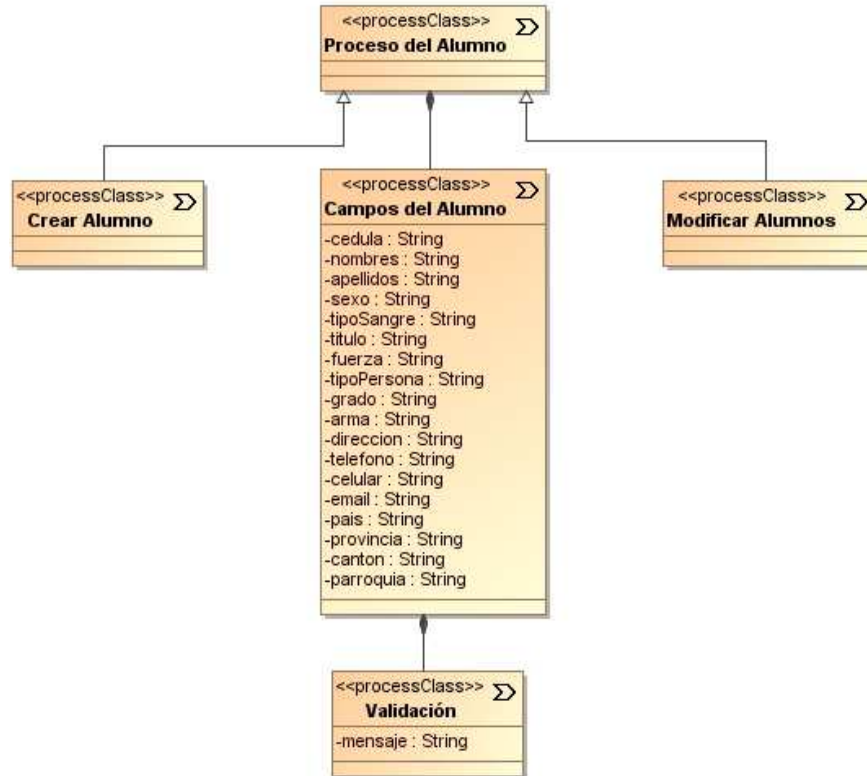 <<processClass>>
Proceso del Alumno
<<processClass>>
Crear Alumno
<<processClass>>
Campos del Alumno
-cedula : String
-nombres : String
-apellidos : String
-sexo : String
-tipoSangre : String
-titulo : String
-fuerza : String
-tipoPersona : String
-grado : String
-arma : String
-direccion : String
-telefono : String
-celular : String
-email : String
-pais : String
-provincia : String
-canton : String
-parroquia : String
<<processClass>>
Modificar Alumnos
<<processClass>>
Validación
-mensaje : String